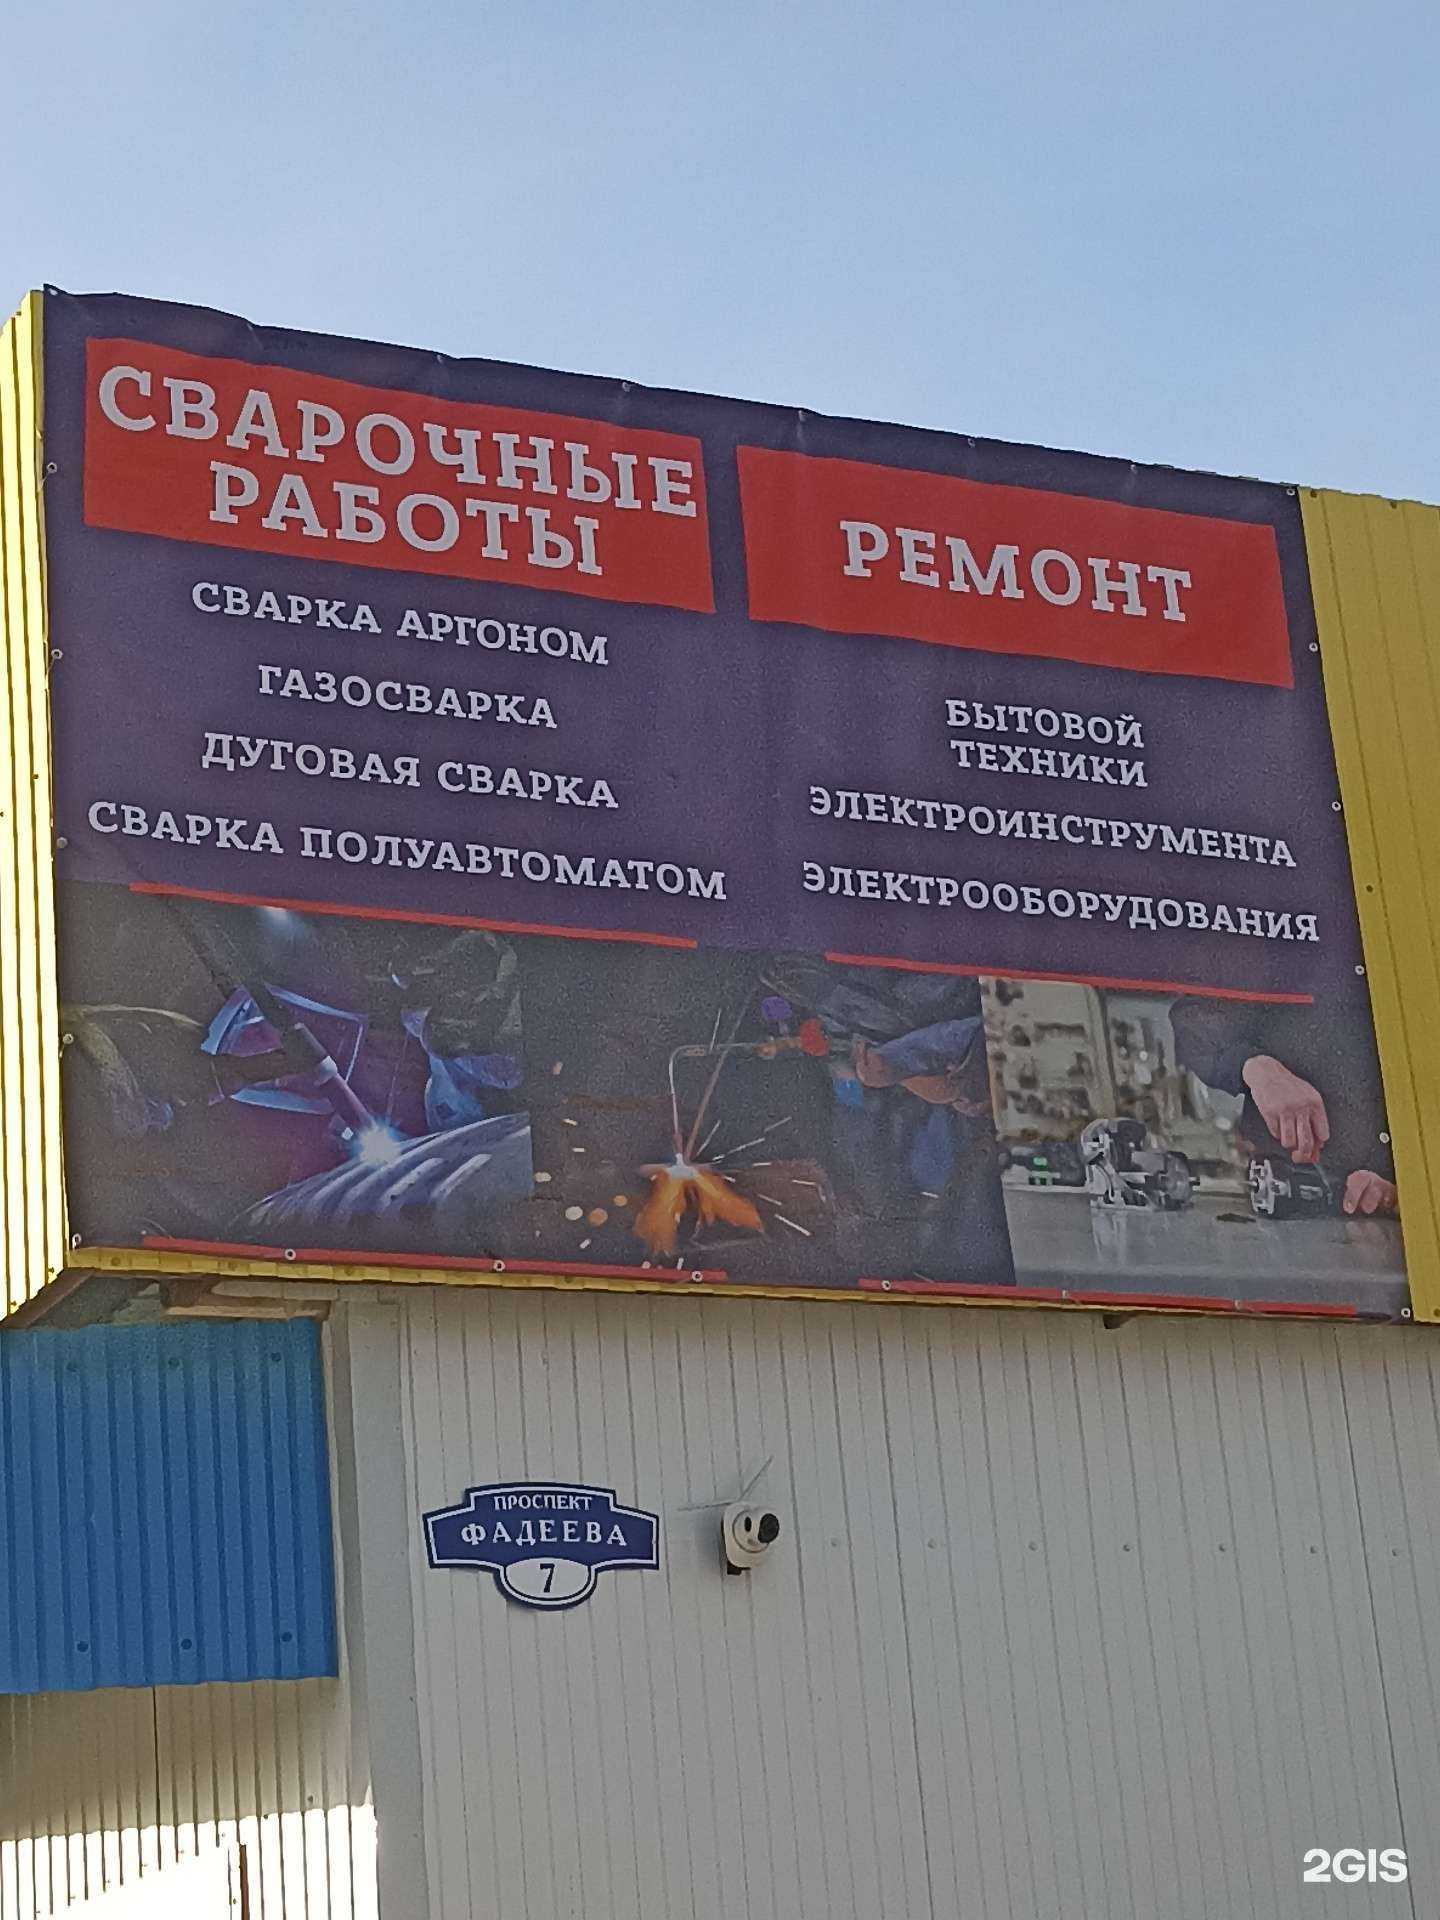 СВАРОЧНЫЕ
РАБОТЫ
СВАРКА АРГОНОМ
ГАЗОСВАРКА
ДУГОВАЯ СВАРКА
СВАРКА ПОЛУАВТОМАТОМ
РЕМОНТ
БЫТОВОЙ
ТЕХНИКИ
ЭЛЕКТРОИНСТРУМЕНТА
ЭЛЕКТРООБОРУДОВАНИЯ
ПРОСПЕКТ
ФАДЕЕВА
7
2GIS